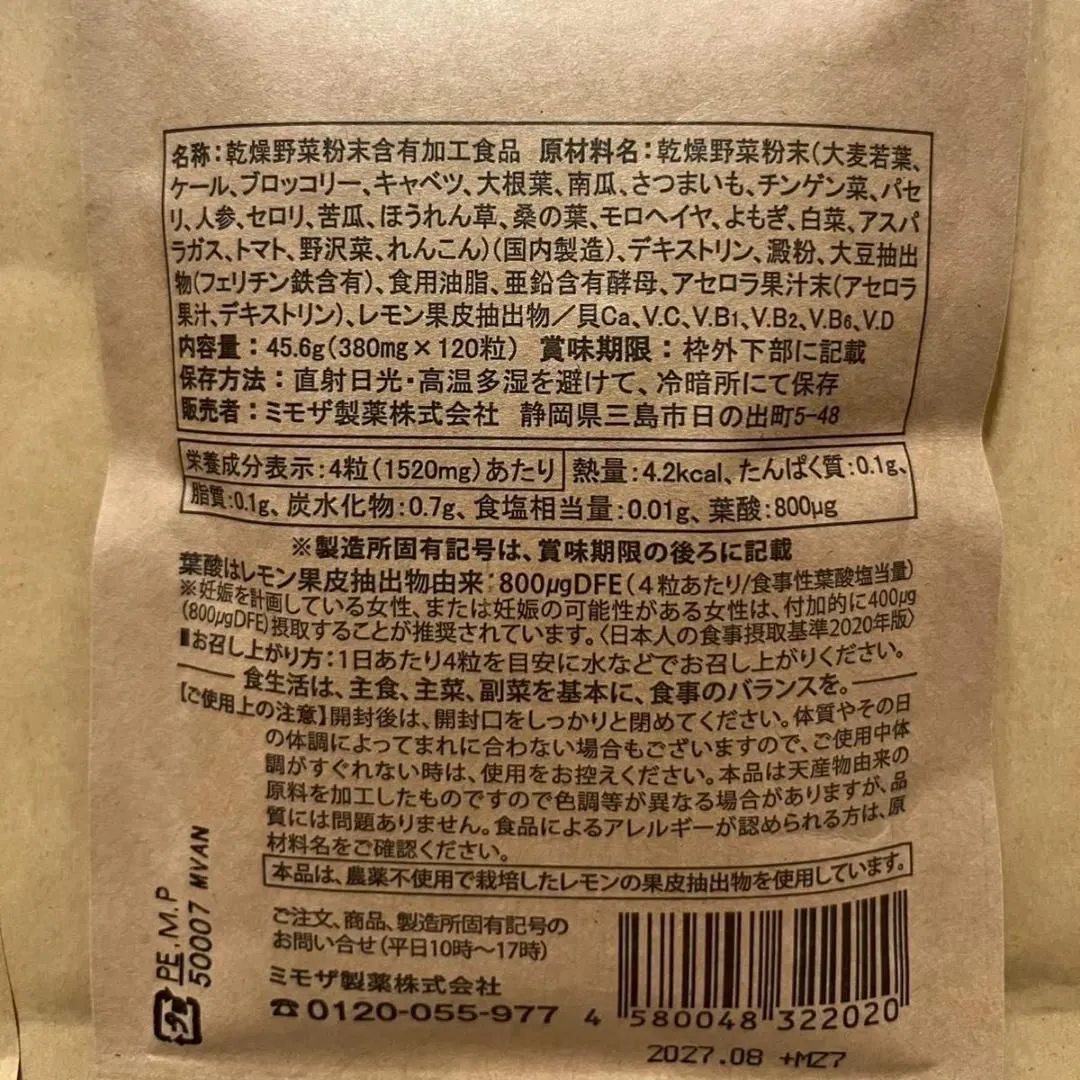 名称：乾燥野菜粉末含有加工食品 原材料名：乾燥野菜粉末（大麦若葉、
ケール、ブロッコリー、キャベツ、大根葉、南瓜、さつまいも、チンゲン菜、パセ
リ、人参、セロリ、苦瓜、ほうれん草、桑の葉、モロヘイヤ、よもぎ、白菜、アスパ
ラガス、トマト、野沢菜、れんこん）（国内製造）、デキストリン、澱粉、大豆抽出
物（フェリチン鉄含有）、食用油脂、亜鉛含有酵母、アセロラ果汁末（アセロラ
果汁、デキストリン）、レモン果皮抽出物／貝Ca、V.C、V.B1、V.B2、V.B6、V.D
内容量：45.6g（380mg×120粒） 賞味期限：枠外下部に記載
保存方法：直射日光・高温多湿を避けて、冷暗所にて保存
販売者：ミモザ製薬株式会社 静岡県三島市日の出町5-48
栄養成分表示：4粒（1520mg）あたり 熱量：4.2kcal、たんぱく質：0.1g、
脂質：0.1g、炭水化物：0.7g、食塩相当量：0.01g、葉酸：800μg
※製造所固有記号は、賞味期限の後ろに記載
葉酸はレモン果皮抽出物由来：800μgDFE（4粒あたり/食事性葉酸塩当量）
※妊娠を計画している女性、または妊娠の可能性がある女性は、付加的に400μg
（800μgDFE）摂取することが推奨されています。〈日本人の食事摂取基準2020年版〉
■お召し上がり方：1日あたり4粒を目安に水などでお召し上がりください。
食生活は、主食、主菜、副菜を基本に、食事のバランスを。
【ご使用上の注意】開封後は、開封口をしっかりと閉めてください。体質やその日
の体調によってまれに合わない場合もございますので、ご使用中体
調がすぐれない時は、使用をお控えください。本品は天産物由来の
原料を加工したものですので色調等が異なる場合がありますが、品
質には問題ありません。食品によるアレルギーが認められる方は、原
材料名をご確認ください。
本品は、農薬不使用で栽培したレモンの果皮抽出物を使用しています。
ご注文、商品、製造所固有記号の
お問い合せ（平日10時～17時）
ミモザ製薬株式会社
☎0120-055-977
4 580048 322020
2027.08 +MZ7
PE.M.P
50007 MVAN